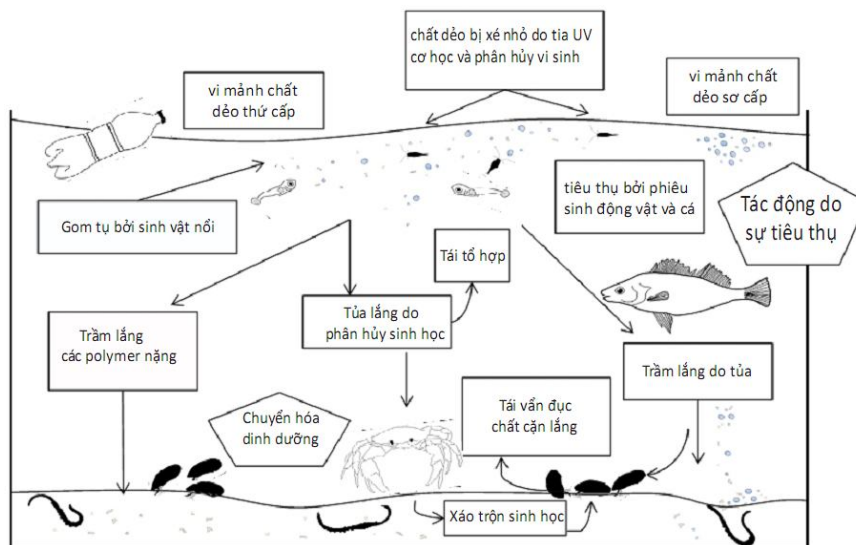 chất dẻo bị xé nhỏ do tia UV
cơ học và phân hủy vi sinh
vi mảnh chất
dẻo thứ cấp
vi mảnh chất
dẻo sơ cấp
Gom tụ bởi sinh vật nổi
tiêu thụ bởi phiêu
sinh động vật và cá
Tác động do
sự tiêu thụ
Tái tổ hợp
Tủa lắng do
phân hủy sinh học
Trầm lắng
các polymer nặng
Trầm lắng do tủa
Chuyển hóa
dinh dưỡng
Tái vẩn đục
chất cặn lắng
Xáo trộn sinh học